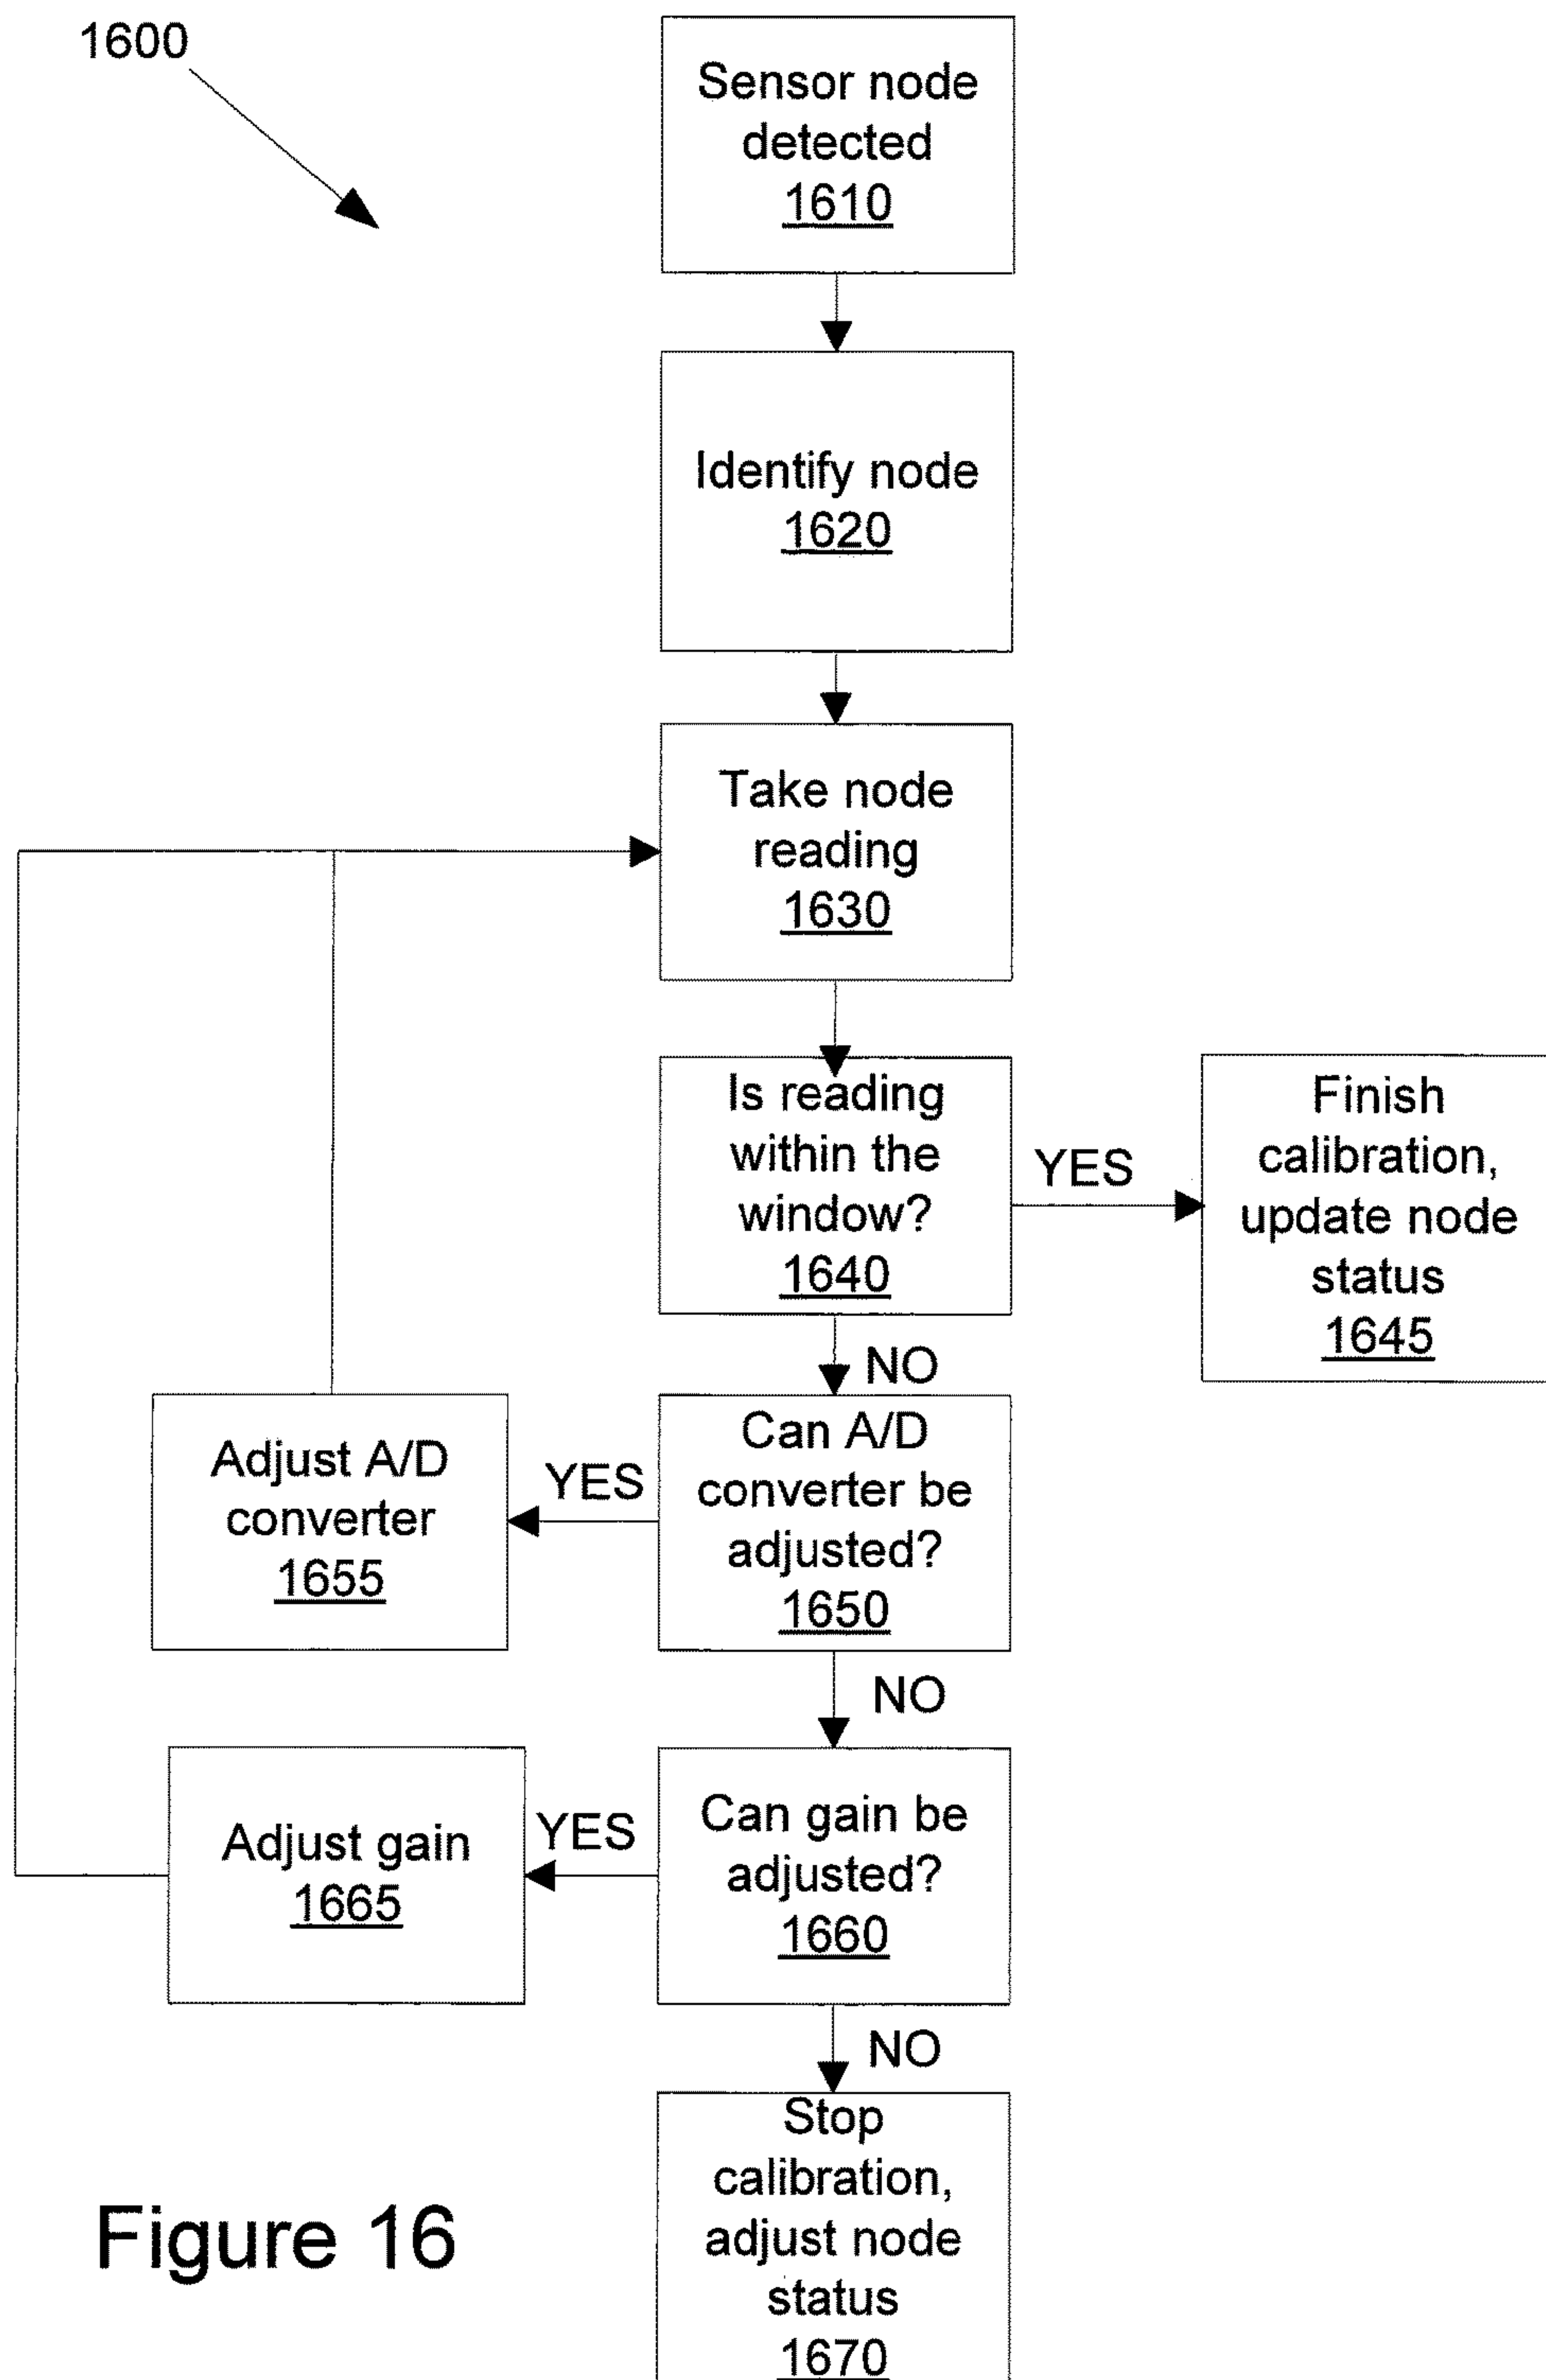 1600
Sensor node
detected
1610
Identify node
1620
Take node
reading
1630
Is reading
within the
window?
1640
YES
Finish
calibration,
update node
status
1645
NO
Can A/D
converter be
adjusted?
1650
YES
Adjust A/D
converter
1655
NO
Can gain be
adjusted?
1660
YES
Adjust gain
1665
NO
Stop
calibration,
adjust node
status
1670
Figure 16